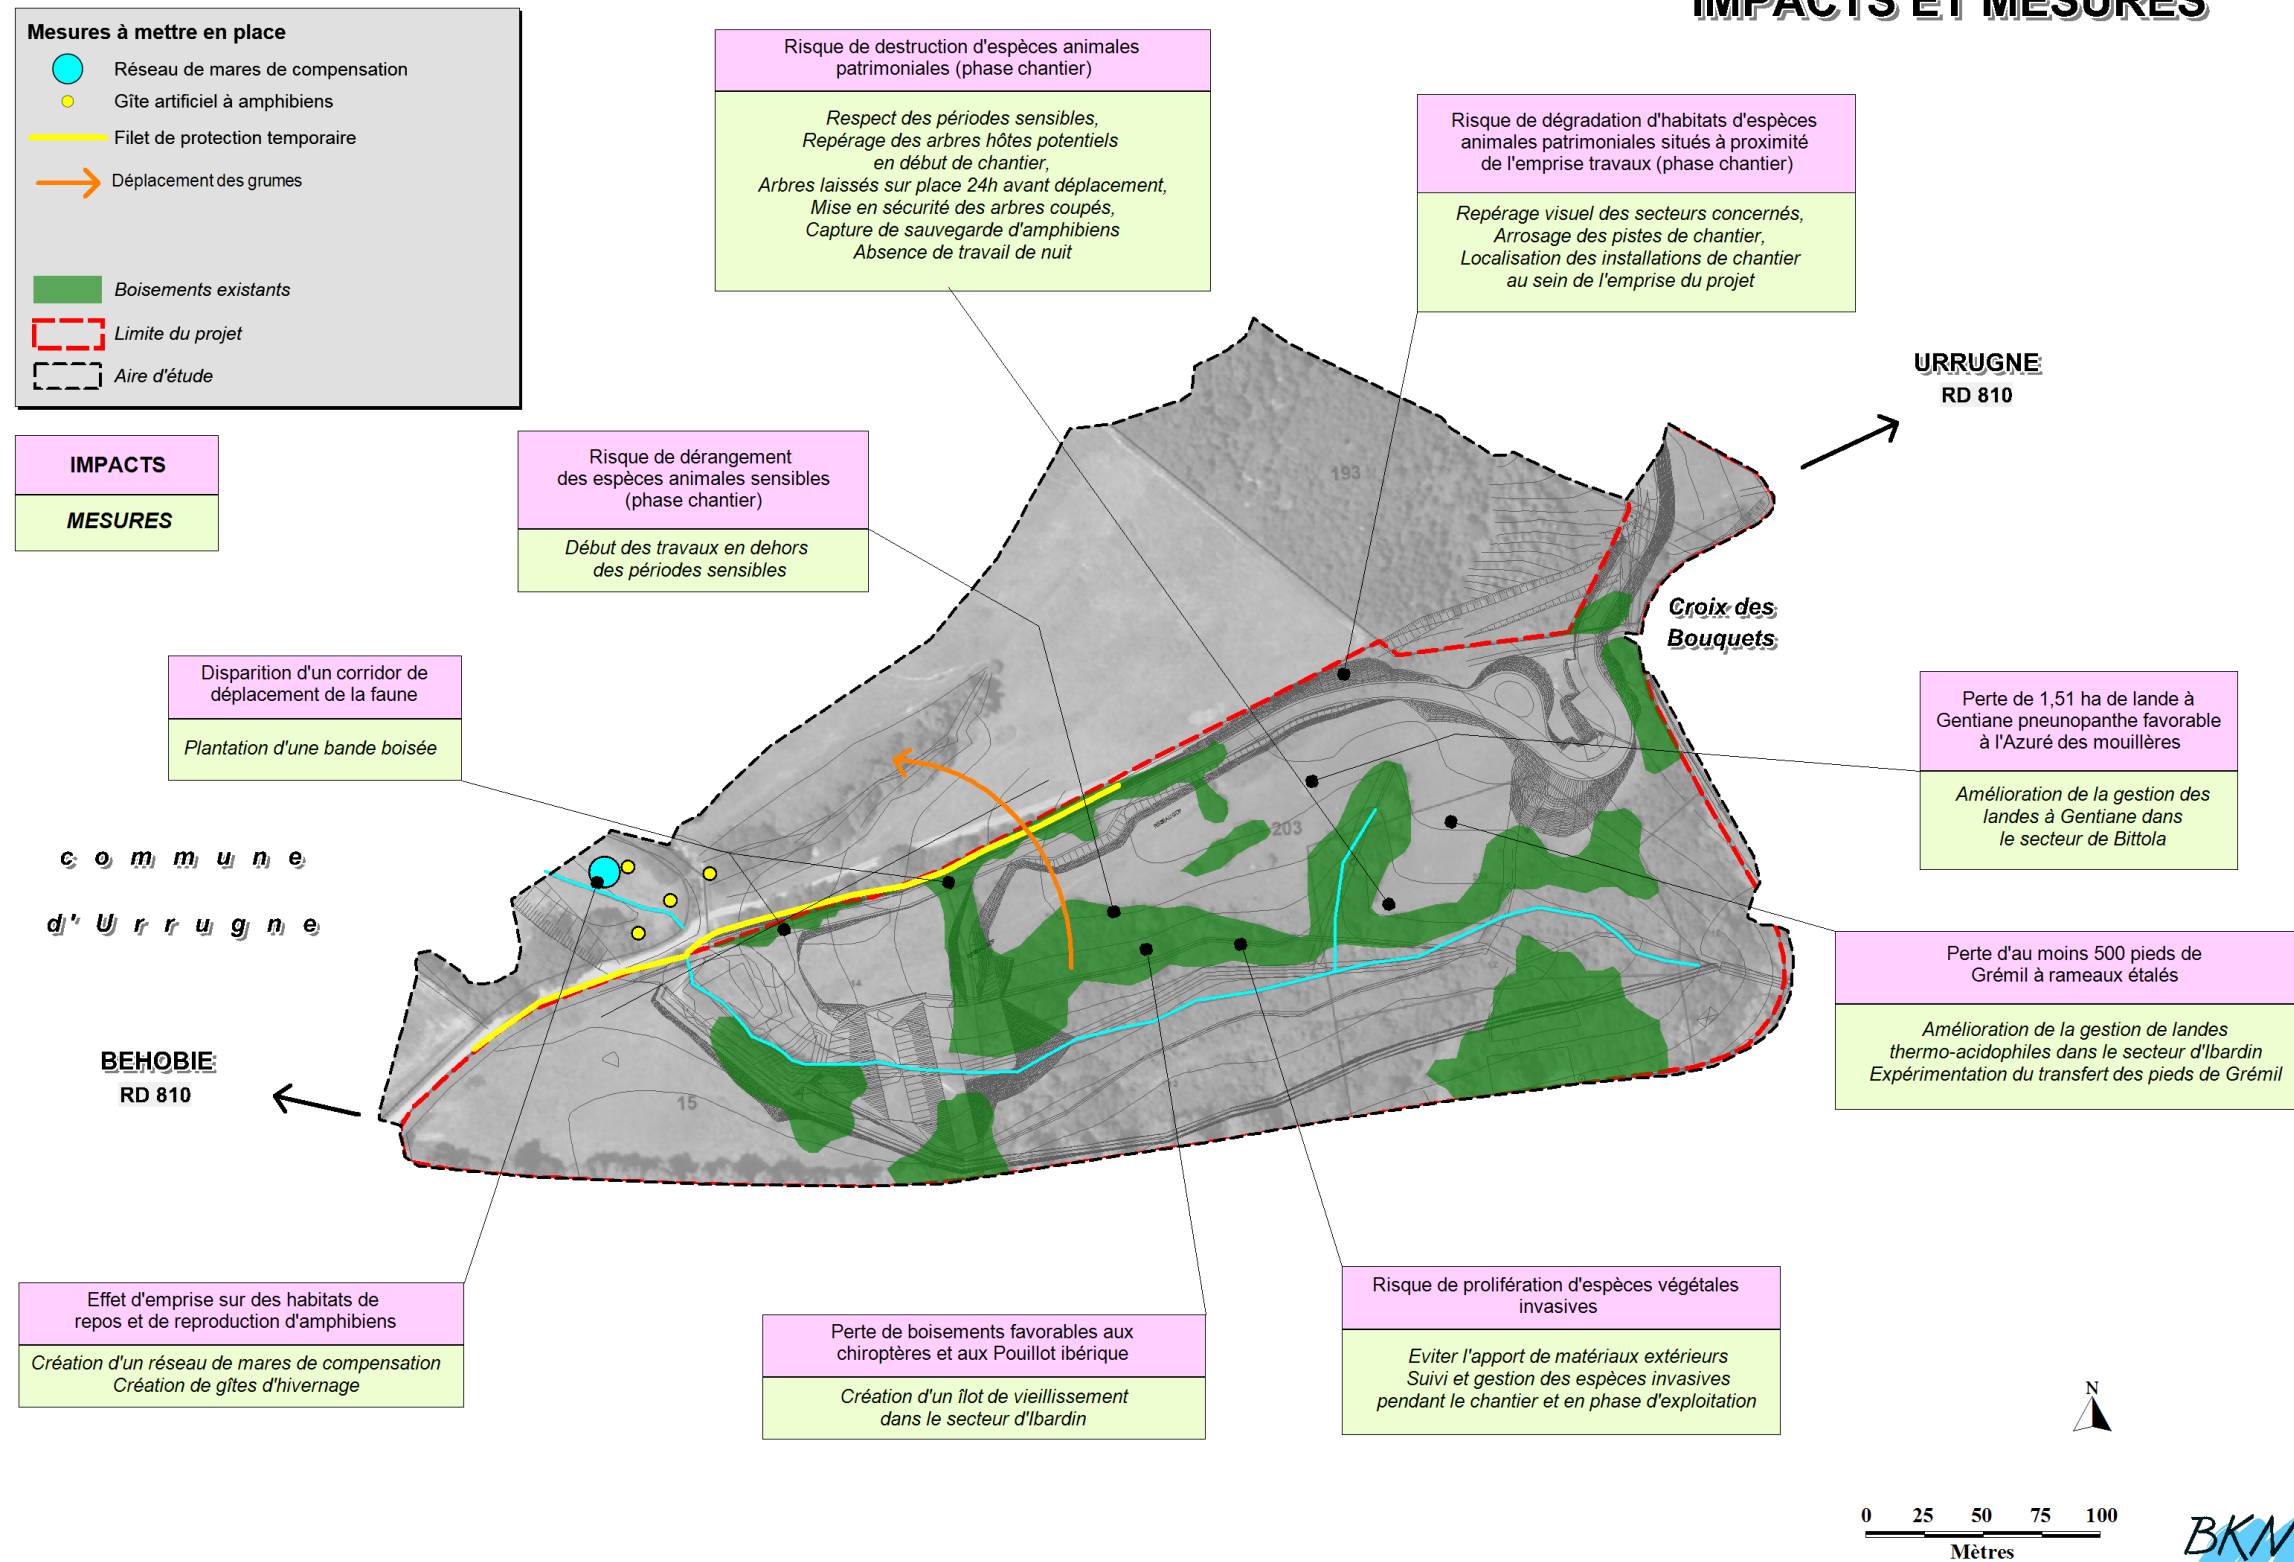 IMPACTS ET MESURES
Mesures à mettre en place
Réseau de mares de compensation
Gîte artificiel à amphibiens
Filet de protection temporaire
Déplacement des grumes
Boisements existants
Limite du projet
Aire d'étude
IMPACTS
MESURES
Risque de destruction d'espèces animales
patrimoniales (phase chantier)
Respect des périodes sensibles,
Repérage des arbres hôtes potentiels
en début de chantier,
Arbres laissés sur place 24h avant déplacement,
Mise en sécurité des arbres coupés,
Capture de sauvegarde d'amphibiens
Absence de travail de nuit
Risque de dégradation d'habitats d'espèces
animales patrimoniales situés à proximité
de l'emprise travaux (phase chantier)
Repérage visuel des secteurs concernés,
Arrosage des pistes de chantier,
Localisation des installations de chantier
au sein de l'emprise du projet
URRUGNE
RD 810
Risque de dérangement
des espèces animales sensibles
(phase chantier)
Début des travaux en dehors
des périodes sensibles
193
Croix des
Bouquets
Disparition d'un corridor de
déplacement de la faune
Plantation d'une bande boisée
Perte de 1,51 ha de lande à
Gentiane pneunopanthe favorable
à l'Azuré des mouillères
Amélioration de la gestion des
landes à Gentiane dans
le secteur de Bittola
203
commune
d'Urrugne
14
12
15
BEHOBIE
RD 810
Perte d'au moins 500 pieds de
Grémil à rameaux étalés
Amélioration de la gestion de landes
thermo-acidophiles dans le secteur d'Ibardin
Expérimentation du transfert des pieds de Grémil
Effet d'emprise sur des habitats de
repos et de reproduction d'amphibiens
Création d'un réseau de mares de compensation
Création de gîtes d'hivernage
Perte de boisements favorables aux
chiroptères et aux Pouillot ibérique
Création d'un îlot de vieillissement
dans le secteur d'Ibardin
Risque de prolifération d'espèces végétales
invasives
Eviter l'apport de matériaux extérieurs
Suivi et gestion des espèces invasives
pendant le chantier et en phase d'exploitation
N
0 25 50 75 100
Mètres
BKN